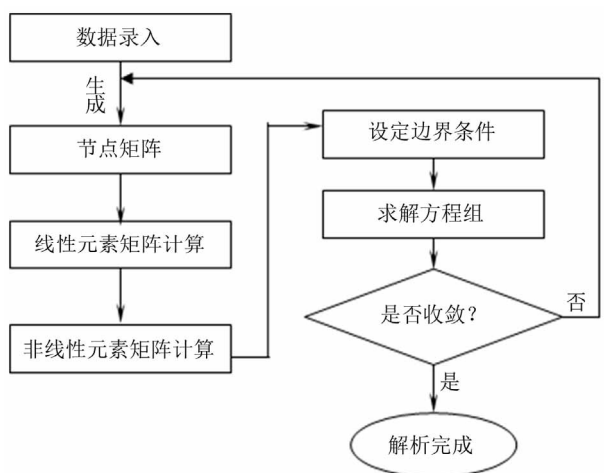 数据录入
生成
节点矩阵
线性元素矩阵计算
非线性元素矩阵计算
设定边界条件
求解方程组
是否收敛?
否
是
解析完成